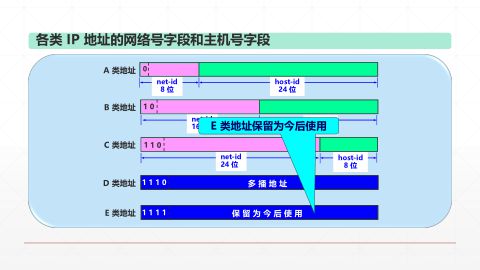 各类 IP 地址的网络号字段和主机号字段
A 类地址
0
net-id
8 位
host-id
24 位
B 类地址
1 0
net
16
E 类地址保留为今后使用
C 类地址
1 1 0
net-id
24 位
host-id
8 位
D 类地址
1 1 1 0
多 播 地 址
E 类地址
1 1 1 1
保 留 为 今 后 使 用